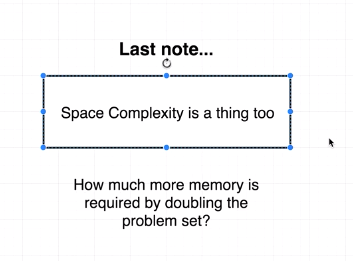 Last note...
Space Complexity is a thing too
How much more memory is
required by doubling the
problem set?